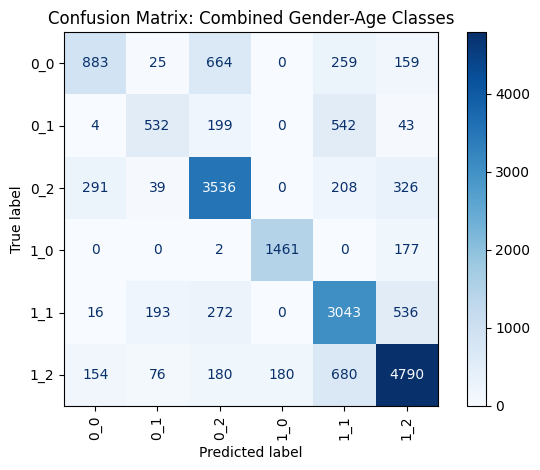 Confusion Matrix: Combined Gender-Age Classes
0_0 883 25 664 0 259 159
0_1 4 532 199 0 542 43
0_2 291 39 3536 0 208 326
1_0 0 0 2 1461 0 177
1_1 16 193 272 0 3043 536
1_2 154 76 180 180 680 4790
0_0 0_1 0_2 1_0 1_1 1_2
Predicted label
True label
4000
3000
2000
1000
0